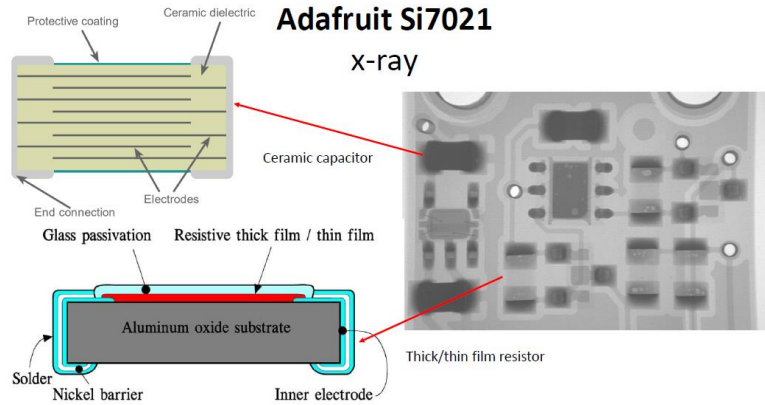 Adafruit Si7021
x-ray
Protective coating
Ceramic dielectric
Ceramic capacitor
End connection
Electrodes
Glass passivation
Resistive thick film / thin film
Aluminum oxide substrate
Thick/thin film resistor
Solder
Nickel barrier
Inner electrode